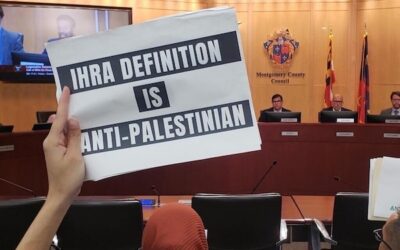 IHRA DEFINITION
IS
ANTI-PALESTINIAN
Montgomery County
Council